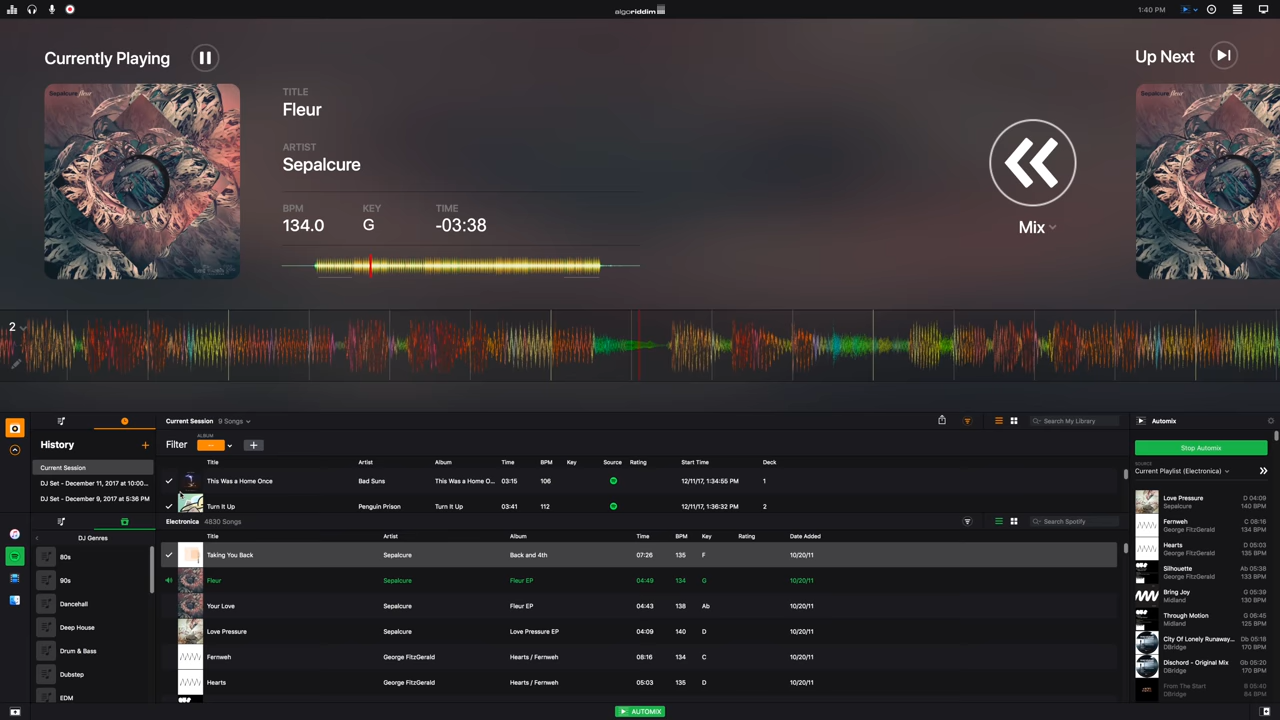 algoriddim
1:40 PM
Currently Playing
Up Next
Sepalcure fleur
TITLE
Fleur
ARTIST
Sepalcure
BPM KEY TIME
134.0 G -03:38
Mix
Sepalcure fleur
2
Current Session 9 Songs
Search My Library
Automix
History
Filter
ALBUM
Stop Automix
Current Session
DJ Set - December 11, 2017 at 10:00...
DJ Set - December 9, 2017 at 5:36 PM
Title Artist Album Time BPM Key Source Rating Start Time Deck
This Was a Home Once Bad Suns This Was a Home O... 03:15 106 12/11/17, 1:34:55 PM 1
Turn It Up Penguin Prison Turn It Up 03:41 112 12/11/17, 1:36:32 PM 2
SOURCE
Current Playlist (Electronica)
Electronica 4830 Songs
Search Spotify
DJ Genres
80s
90s
Dancehall
Deep House
Drum & Bass
Dubstep
EDM
Title Artist Album Time BPM Key Rating Date Added
Taking You Back Sepalcure Back and 4th 07:26 135 F 10/20/11
Fleur Sepalcure Fleur EP 04:49 134 G 10/20/11
Your Love Sepalcure Fleur EP 04:43 138 Ab 10/20/11
Love Pressure Sepalcure Love Pressure EP 04:09 140 D 10/20/11
Fernweh George FitzGerald Hearts / Fernweh 08:16 134 C 10/20/11
Hearts George FitzGerald Hearts / Fernweh 05:03 135 D 10/20/11
Love Pressure D 04:09
Sepalcure 140 BPM
Fernweh C 08:16
George FitzGerald 134 BPM
Hearts D 05:03
George FitzGerald 135 BPM
Silhouette Ab 05:38
George FitzGerald 133 BPM
Bring Joy G 05:39
Midland 130 BPM
Through Motion G 06:45
Midland 125 BPM
City Of Lonely Runaway... Db 05:18
DBridge 170 BPM
Dischord - Original Mix Gb 05:20
DBridge 170 BPM
From The Start B 05:40
DBridge 84 BPM
AUTOMIX